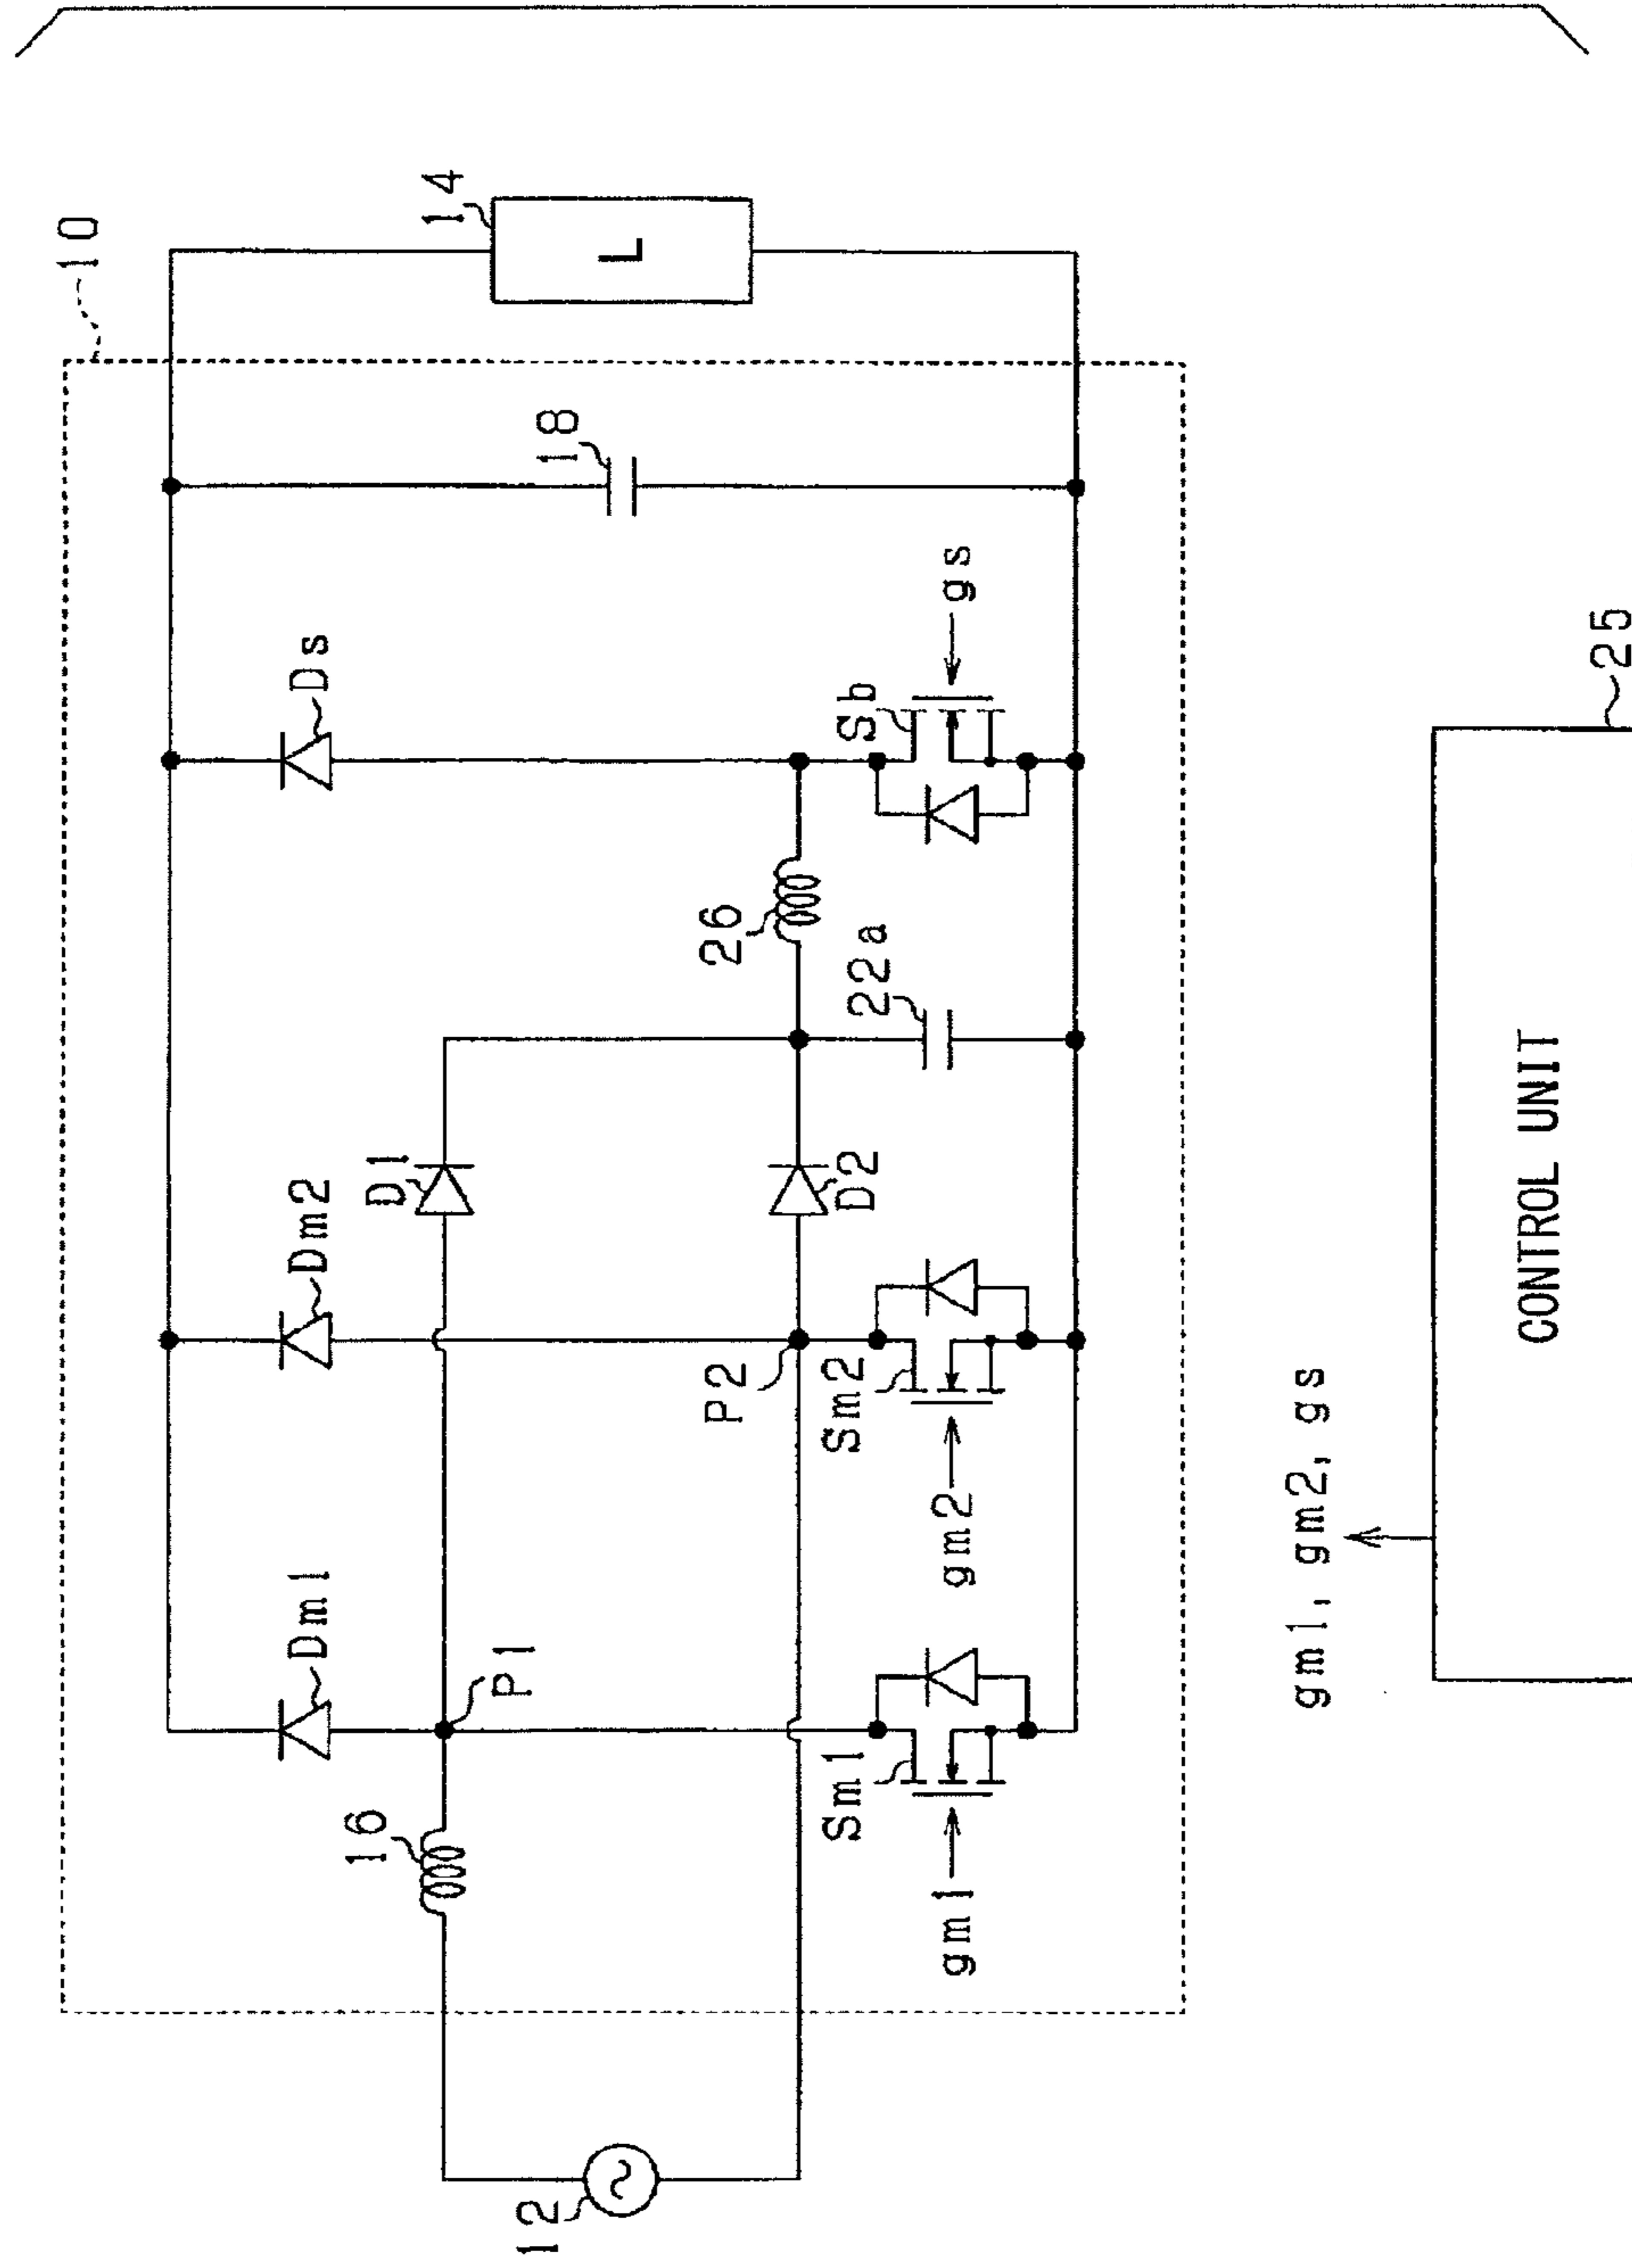 10
14
L
18
Ds
Sb
gs
26
22a
D1
D2
Dm2
P2
Sm2
gm2
Dm1
P1
Sm1
gm1
16
12
gm1, gm2, gs
CONTROL UNIT
25